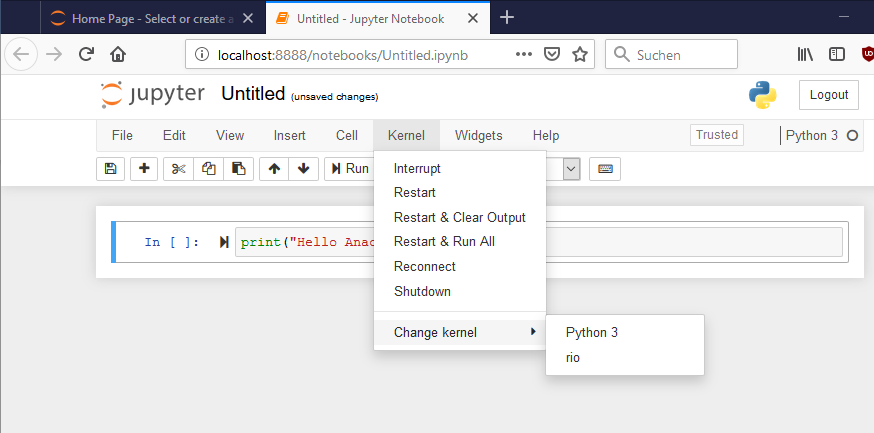 Home Page - Select or create a
Untitled - Jupyter Notebook
localhost:8888/notebooks/Untitled.ipynb
Suchen
jupyter Untitled (unsaved changes)
Logout
File Edit View Insert Cell Kernel Widgets Help
Trusted
Python 3
Run
Interrupt
Restart
Restart & Clear Output
Restart & Run All
Reconnect
Shutdown
Change kernel
Python 3
rio
In [ ]:
print("Hello Anac